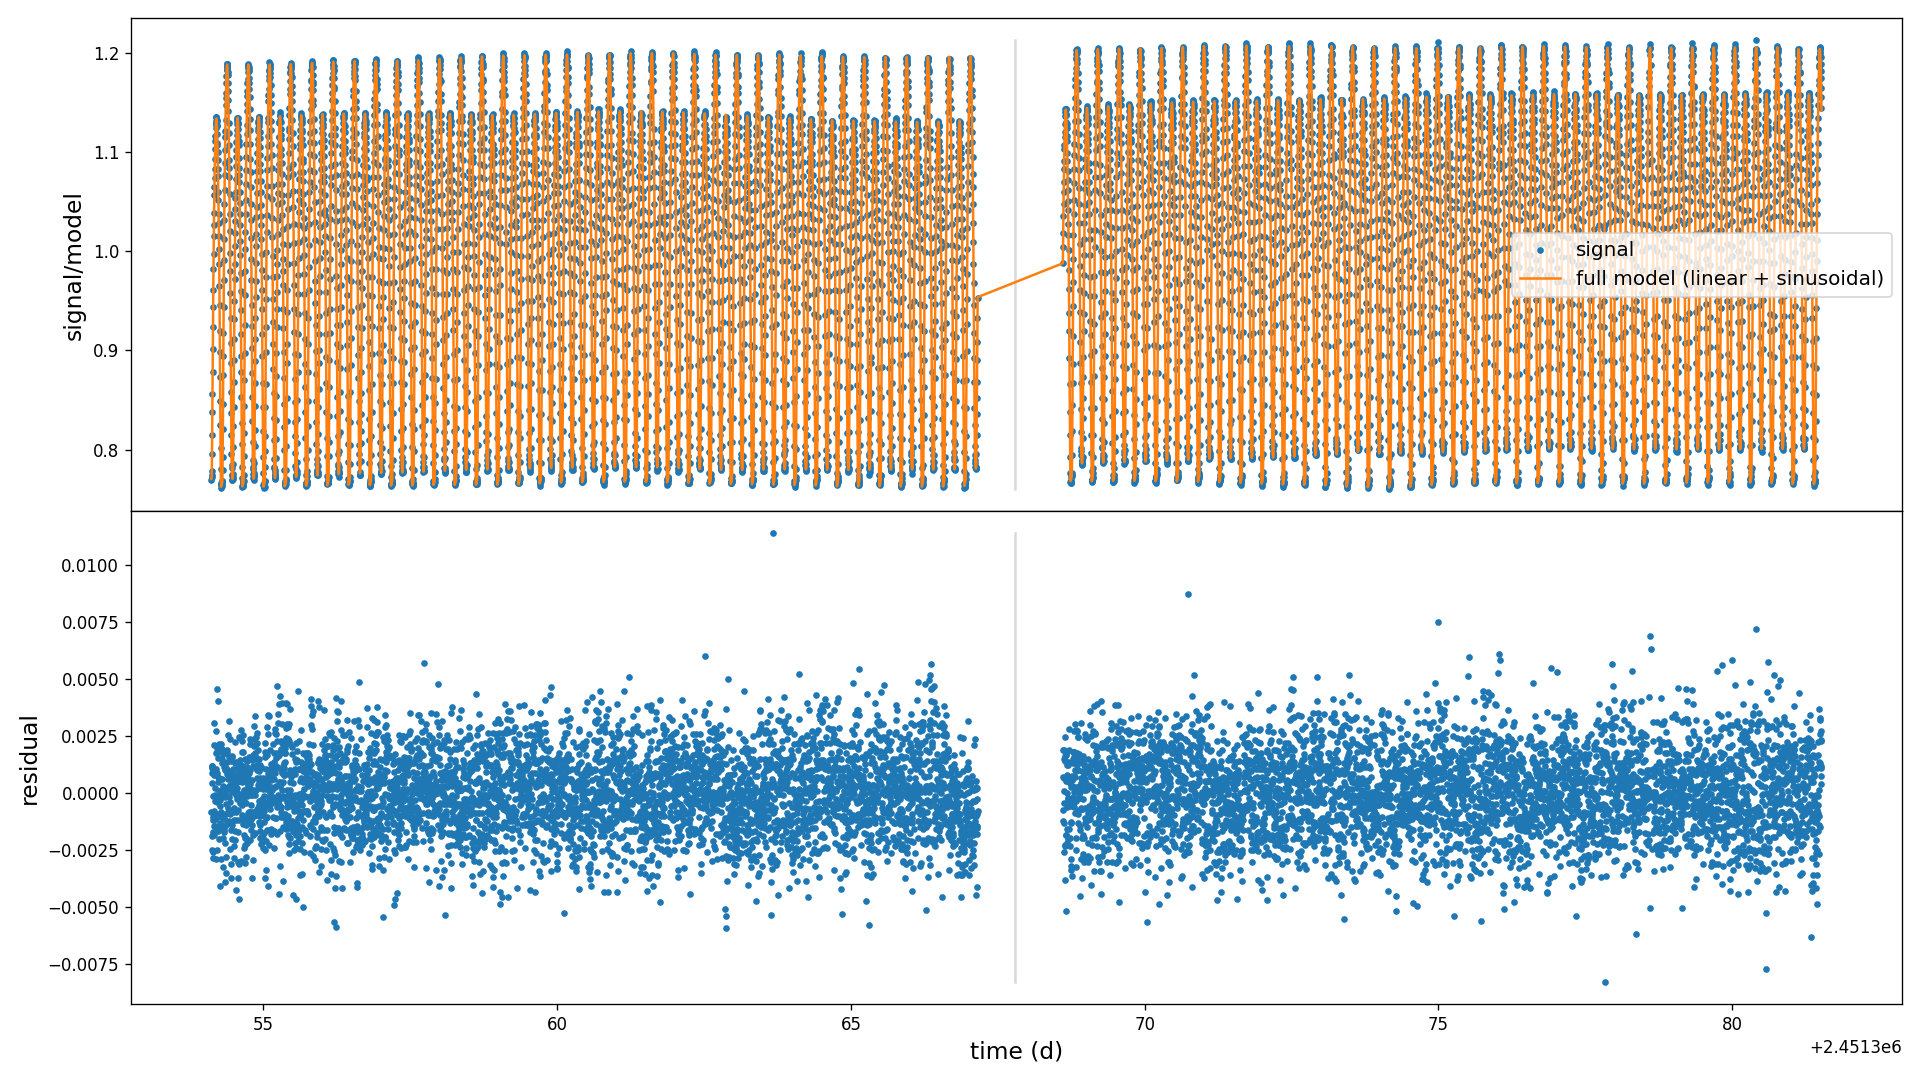 1.2
1.1
1.0
0.9
0.8
signal/model
signal
full model (linear + sinusoidal)
0.0100
0.0075
0.0050
0.0025
0.0000
−0.0025
−0.0050
−0.0075
residual
55 60 65 70 75 80
time (d)
+2.4513e6